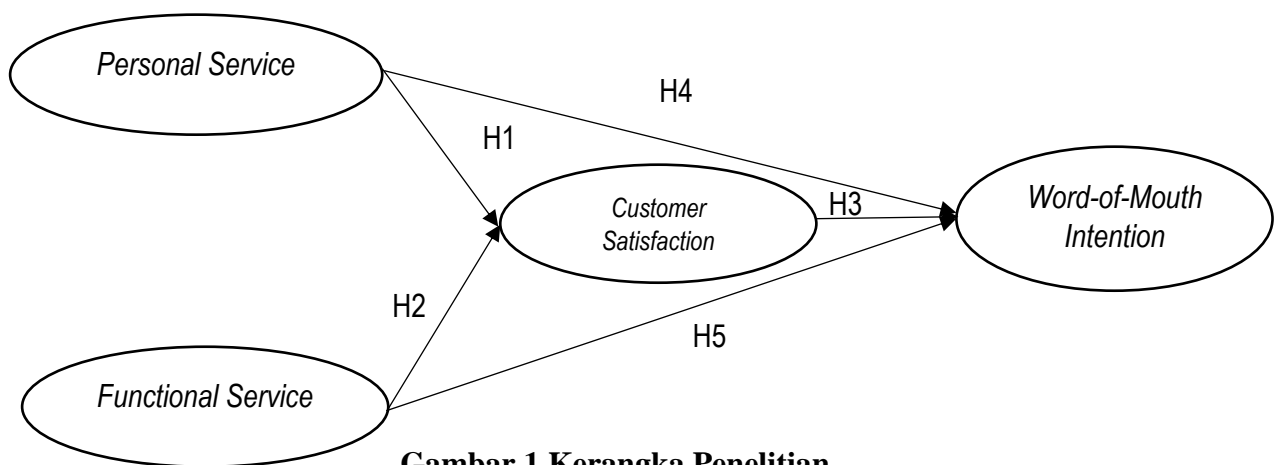 Personal Service
H4
H1
Customer
Satisfaction
H3
Word-of-Mouth
Intention
H2
H5
Functional Service
Gambar 1 Kerangka Penelitian